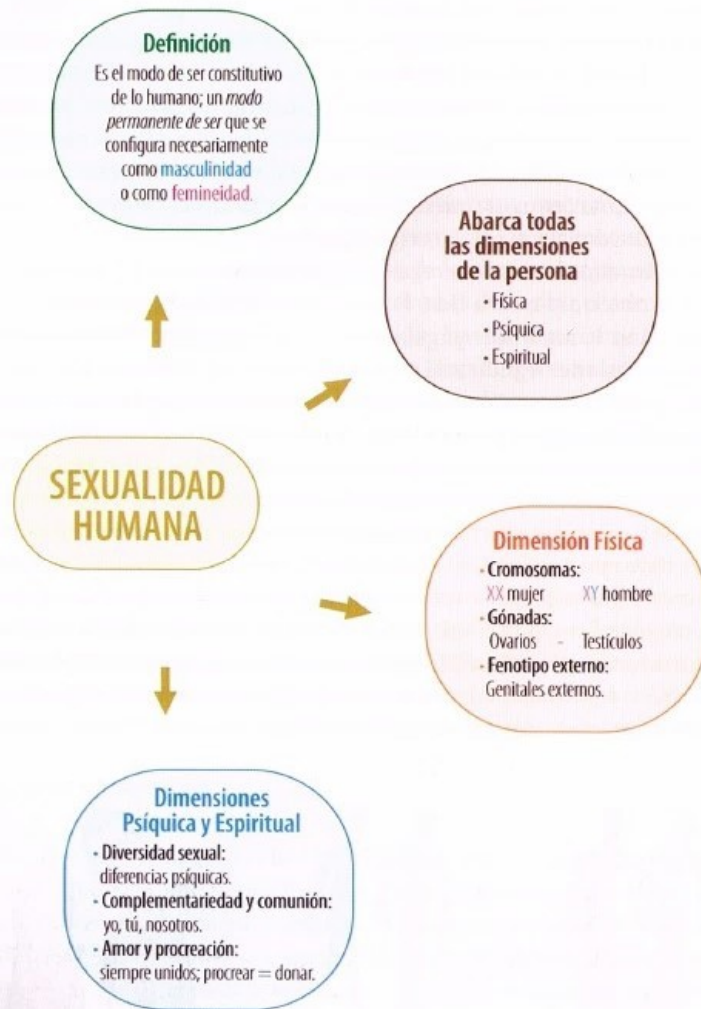 Definición
Es el modo de ser constitutivo
de lo humano; un modo
permanente de ser que se
configura necesariamente
como masculinidad
o como femineidad.
Abarca todas
las dimensiones
de la persona
• Física
• Psíquica
• Espiritual
SEXUALIDAD
HUMANA
Dimensión Física
• Cromosomas:
XX mujer XY hombre
• Gónadas:
Ovarios - Testículos
• Fenotipo externo:
Genitales externos.
Dimensiones
Psíquica y Espiritual
• Diversidad sexual:
diferencias psíquicas.
• Complementariedad y comunión:
yo, tú, nosotros.
• Amor y procreación:
siempre unidos; procrear = donar.